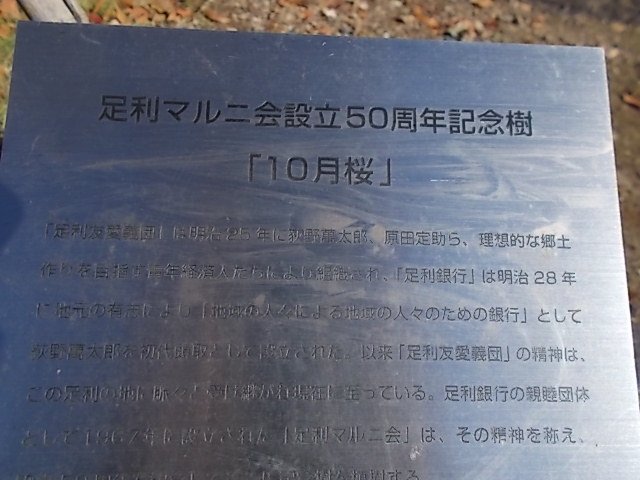 足利マルニ会設立50周年記念樹
「10月桜」
「足利友愛義団」は明治25年に荻野萬太郎、原田定助ら、理想的な郷土
作りを目指す青年経済人たちにより組織され、「足利銀行」は明治28年
に地元の有志により「地域の人々による地域の人々のための銀行」として
荻野萬太郎を初代頭取として設立された。以来「足利友愛義団」の精神は、
この足利の地に脈々と受け継がれ現在に至っている。足利銀行の親睦団体
として1967年に設立された「足利マルニ会」は、その精神を称え、
樹を植樹する